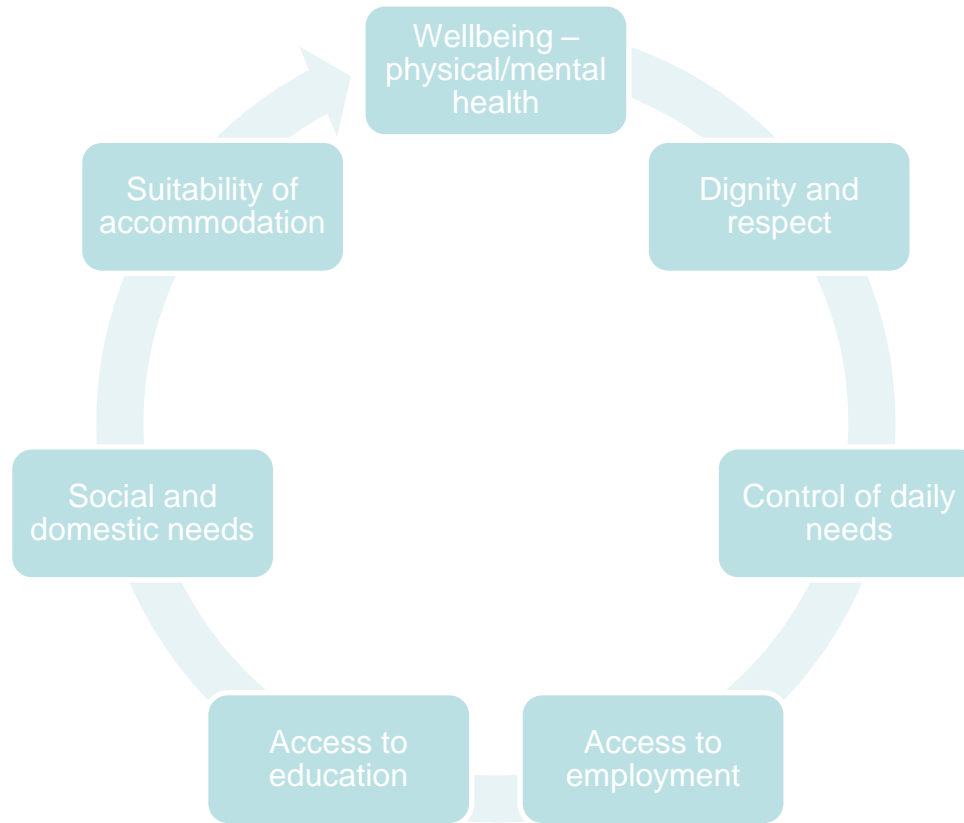 Wellbeing –
physical/mental
health
Dignity and
respect
Control of daily
needs
Access to
employment
Access to
education
Social and
domestic needs
Suitability of
accommodation